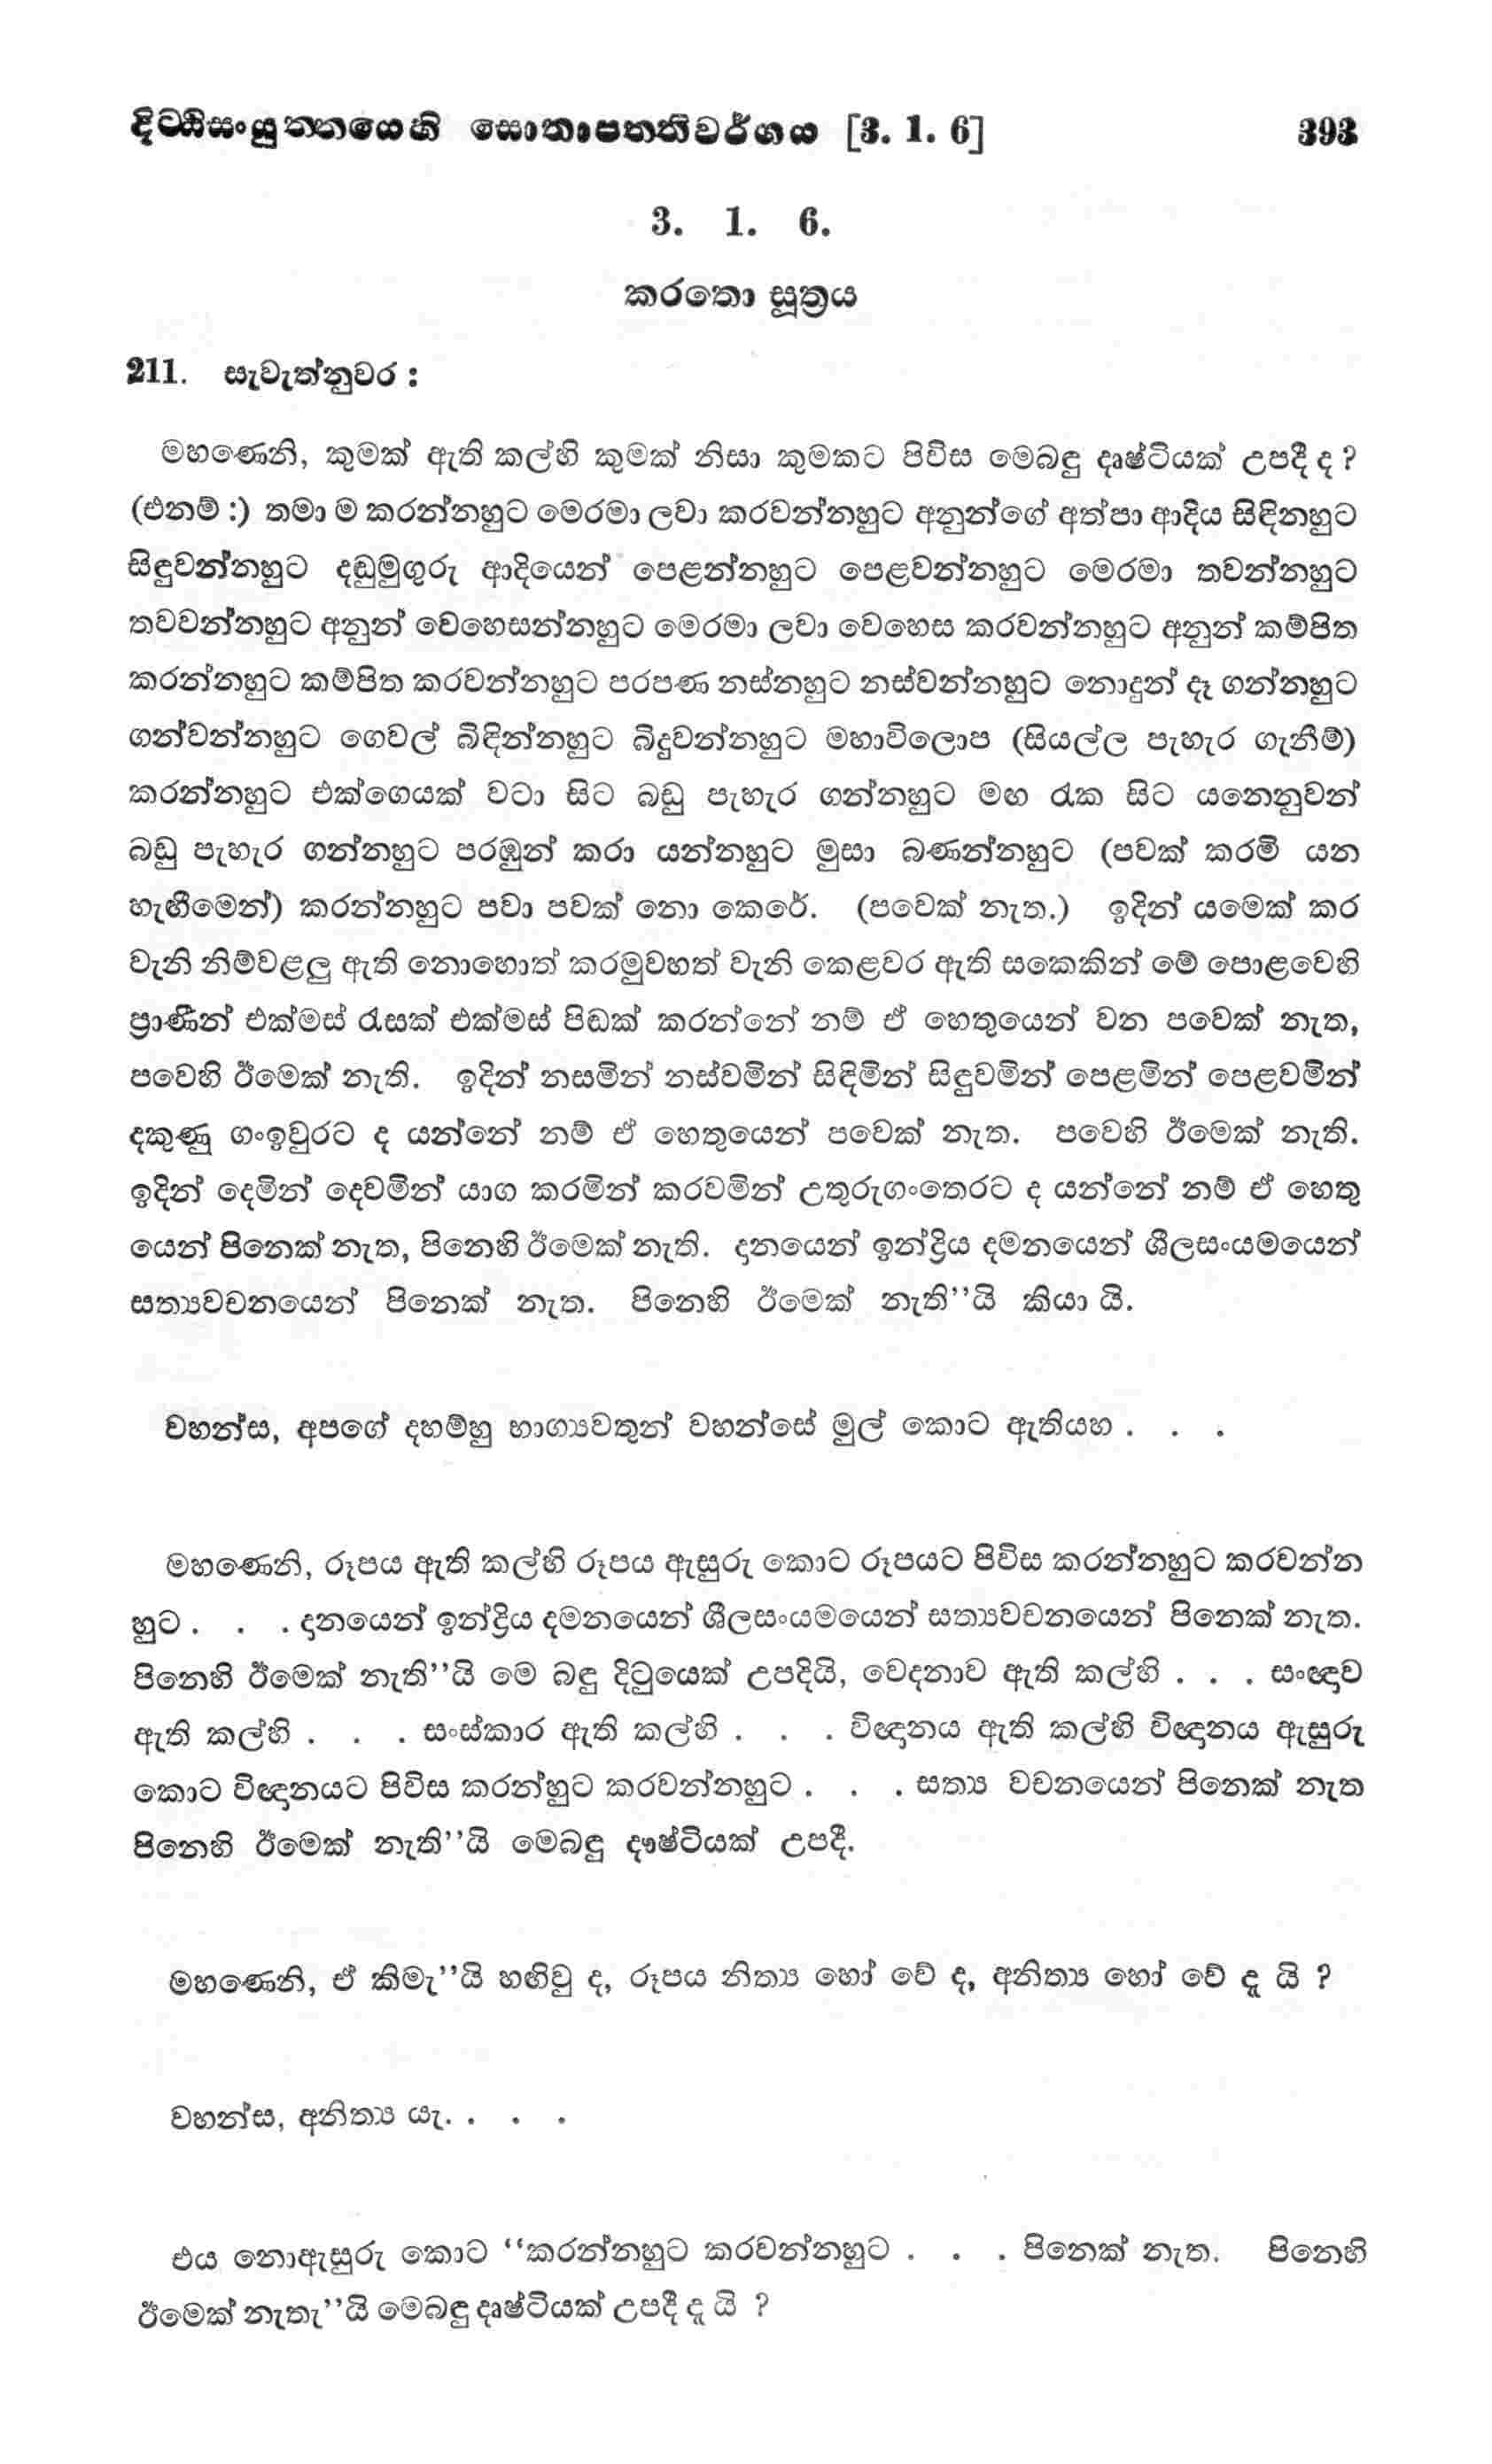 දිට්ඨිසංයුත්තයෙහි සොතාපත්තිවර්ගය [3. 1. 6] 393
3. 1. 6.
කරතො සූත්‍රය
211. සැවැත්නුවර :
මහණෙනි, කුමක් ඇති කල්හි කුමක් නිසා කුමකට පිවිස මෙබඳු දෘෂ්ටියක් උපදී ද ?
(එනම් :) තමා ම කරන්නහුට මෙරමා ලවා කරවන්නහුට අනුන්ගේ අත්පා ආදිය සිඳිනහුට
සිඳුවන්නහුට දඬුමුගුරු ආදියෙන් පෙළන්නහුට පෙළවන්නහුට මෙරමා තවන්නහුට
තවවන්නහුට අනුන් වෙහෙසන්නහුට මෙරමා ලවා වෙහෙස කරවන්නහුට අනුන් කම්පිත
කරන්නහුට කම්පිත කරවන්නහුට පරපණ නස්නහුට නස්වන්නහුට නොදුන් දෑ ගන්නහුට
ගන්වන්නහුට ගෙවල් බිඳින්නහුට බිදුවන්නහුට මහාවිලොප (සියල්ල පැහැර ගැනීම්)
කරන්නහුට එක්ගෙයක් වටා සිට බඩු පැහැර ගන්නහුට මඟ රැක සිට යනෙනුවන්
බඩු පැහැර ගන්නහුට පරඹුන් කරා යන්නහුට මුසා බණන්නහුට (පවක් කරමි යන
හැඟීමෙන්) කරන්නහුට පවා පවක් නො කෙරේ. (පවෙක් නැත.) ඉදින් යමෙක් කර
වැනි නිම්වළලු ඇති නොහොත් කරමුවහත් වැනි කෙළවර ඇති සකෙකින් මේ පොළවෙහි
ප්‍රාණීන් එක්මස් රැසක් එක්මස් පිඬක් කරන්නේ නම් ඒ හෙතුයෙන් වන පවෙක් නැත,
පවෙහි ඊමෙක් නැති. ඉදින් නසමින් නස්වමින් සිඳිමින් සිඳුවමින් පෙළමින් පෙළවමින්
දකුණු ගංඉවුරට ද යන්නේ නම් ඒ හෙතුයෙන් පවෙක් නැත. පවෙහි ඊමෙක් නැති.
ඉදින් දෙමින් දෙවමින් යාග කරමින් කරවමින් උතුරුගංතෙරට ද යන්නේ නම් ඒ හෙතු
යෙන් පිනෙක් නැත, පිනෙහි ඊමෙක් නැති. දානයෙන් ඉන්ද්‍රිය දමනයෙන් ශීලසංයමයෙන්
සත්‍යවචනයෙන් පිනෙක් නැත. පිනෙහි ඊමෙක් නැති’’යි කියා යි.
වහන්ස, අපගේ දහම්හු භාග්‍යවතුන් වහන්සේ මුල් කොට ඇතියහ . . .
මහණෙනි, රූපය ඇති කල්හි රූපය ඇසුරු කොට රූපයට පිවිස කරන්නහුට කරවන්න
හුට . . . දානයෙන් ඉන්ද්‍රිය දමනයෙන් ශීලසංයමයෙන් සත්‍යවචනයෙන් පිනෙක් නැත.
පිනෙහි ඊමෙක් නැති’’යි මෙ බඳු දිටුයෙක් උපදියි, වෙදනාව ඇති කල්හි . . . සංඥාව
ඇති කල්හි . . . සංස්කාර ඇති කල්හි . . . විඥානය ඇති කල්හි විඥානය ඇසුරු
කොට විඥානයට පිවිස කරන්හුට කරවන්නහුට . . . සත්‍ය වචනයෙන් පිනෙක් නැත
පිනෙහි ඊමෙක් නැති’’යි මෙබඳු දෘෂ්ටියක් උපදී.
මහණෙනි, ඒ කිමැ’’යි හඟිවු ද, රූපය නිත්‍ය හෝ වේ ද, අනිත්‍ය හෝ වේ දැ යි ?
වහන්ස, අනිත්‍ය යැ. . . .
එය නොඇසුරු කොට ‘‘කරන්නහුට කරවන්නහුට . . . පිනෙක් නැත. පිනෙහි
ඊමෙක් නැතැ’’යි මෙබඳු දෘෂ්ටියක් උපදී දැ යි ?